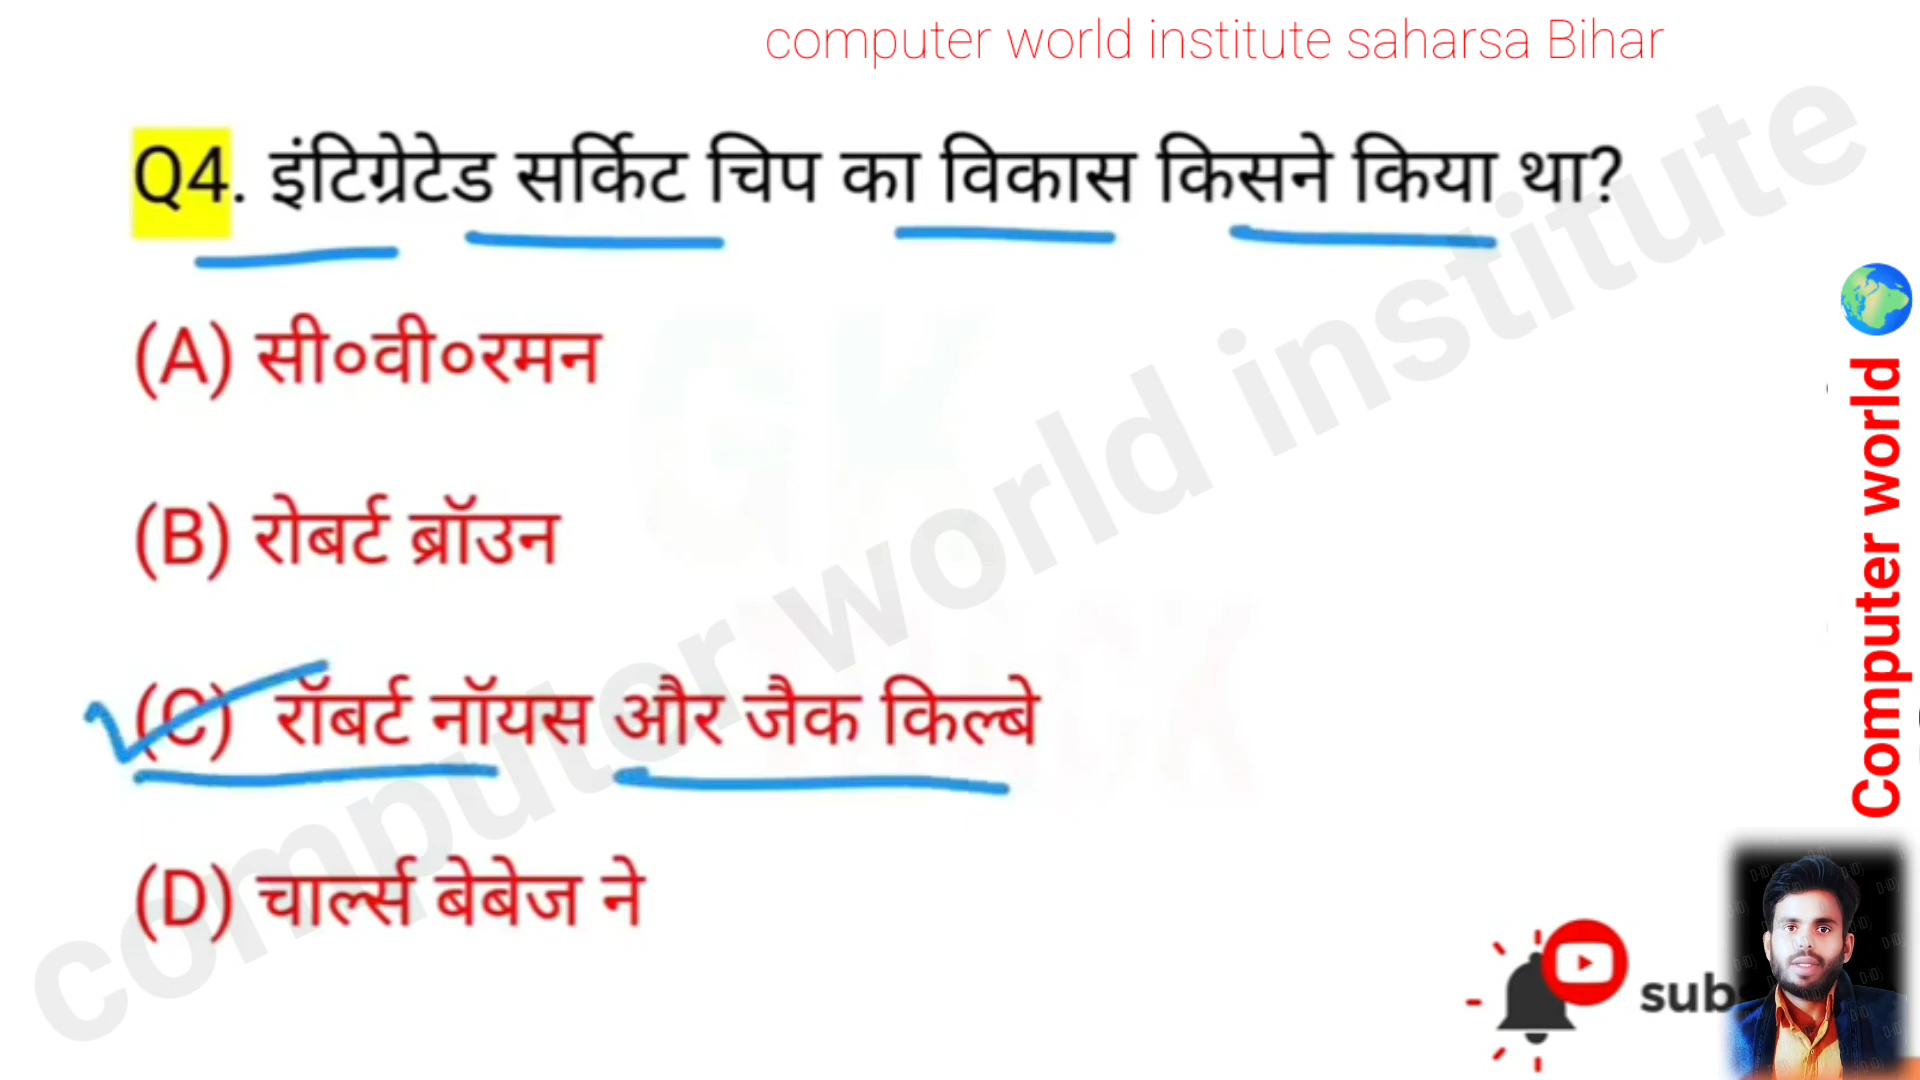 computer world institute saharsa Bihar
Q4. इंटिग्रेटेड सर्किट चिप का विकास किसने किया था?
(A) सी०वी०रमन
(B) रोबर्ट ब्रॉउन
(C) रॉबर्ट नॉयस और जैक किल्बे
(D) चार्ल्स बेबेज ने
computer world institute
Computer world
sub